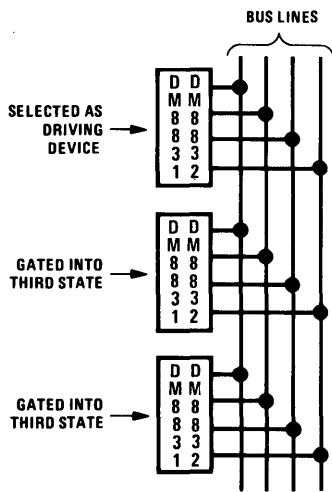 BUS LINES
SELECTED AS
DRIVING
DEVICE
D D
M M
8 8
8 8
3 3
1 2
GATED INTO
THIRD STATE
D D
M M
8 8
8 8
3 3
1 2
GATED INTO
THIRD STATE
D D
M M
8 8
8 8
3 3
1 2